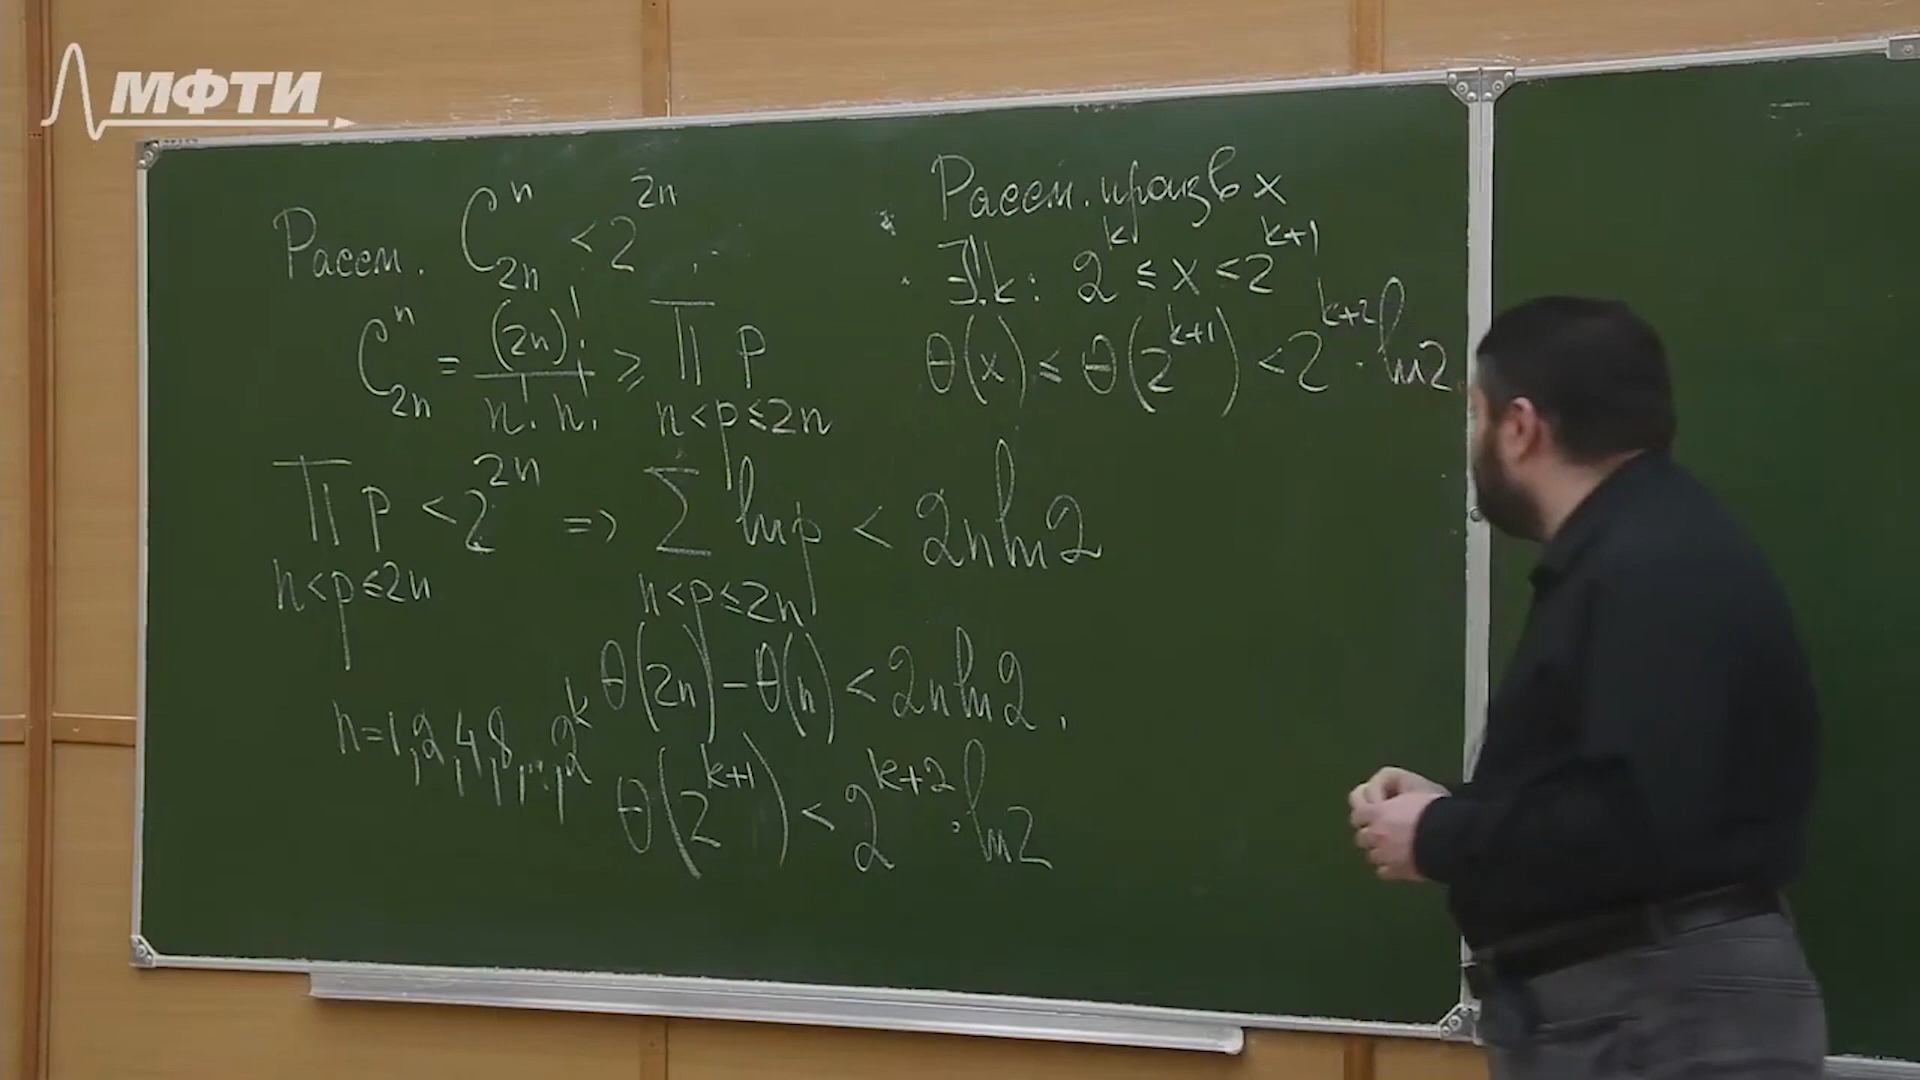 МФТИ
Рассм. C_{2n}^{n} < 2^{2n}.
C_{2n}^{n} = \frac{(2n)!}{n! n!} ≥ ∏_{n<p≤2n} p
∏_{n<p≤2n} p < 2^{2n} => ∑_{n<p≤2n} ln p < 2n ln 2
θ(2n) - θ(n) < 2n ln 2.
n = 1, 2, 4, 8, ..., 2^k
θ(2^{k+1}) < 2^{k+2} · ln 2
Рассм. произв x
∃! k: 2^k ≤ x < 2^{k+1}
θ(x) ≤ θ(2^{k+1}) < 2^{k+2} · ln 2